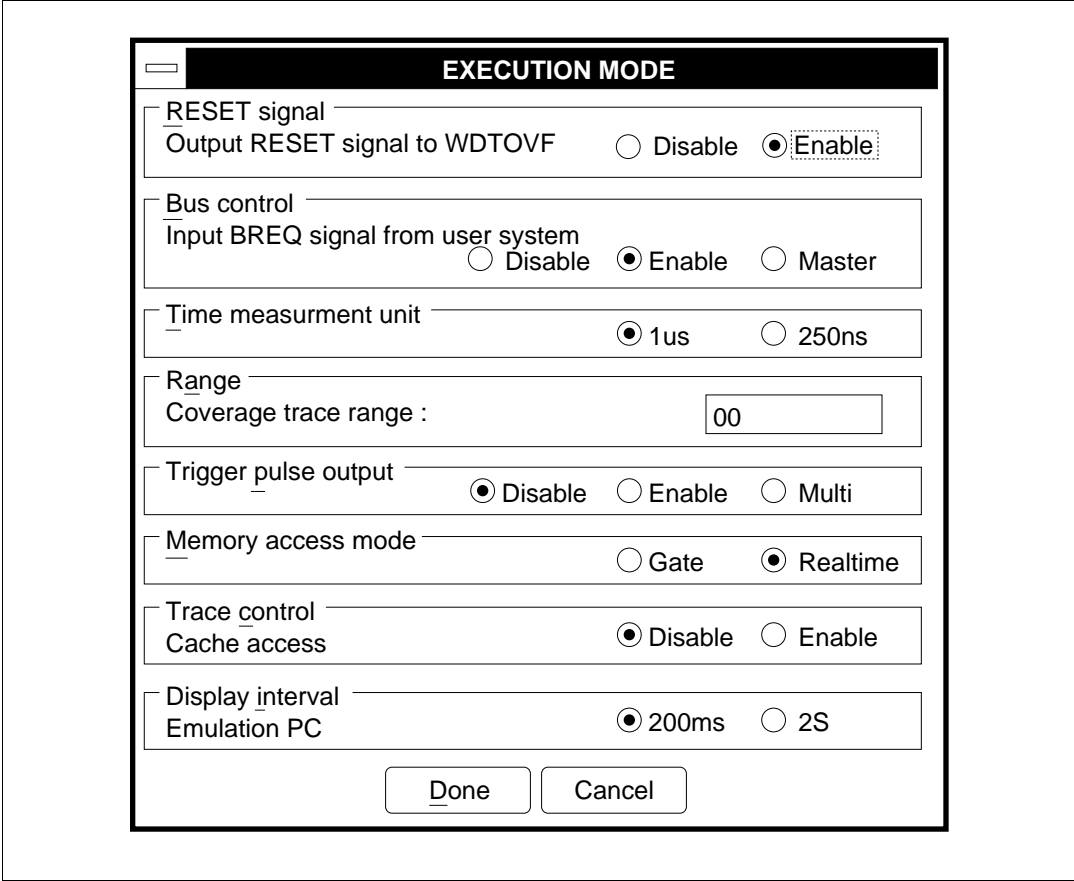 EXECUTION MODE
RESET signal
Output RESET signal to WDTOVF Disable Enable
Bus control
Input BREQ signal from user system
Disable Enable Master
Time measurment unit
1us 250ns
Range
Coverage trace range : 00
Trigger pulse output
Disable Enable Multi
Memory access mode
Gate Realtime
Trace control
Cache access Disable Enable
Display interval
Emulation PC 200ms 2S
Done Cancel